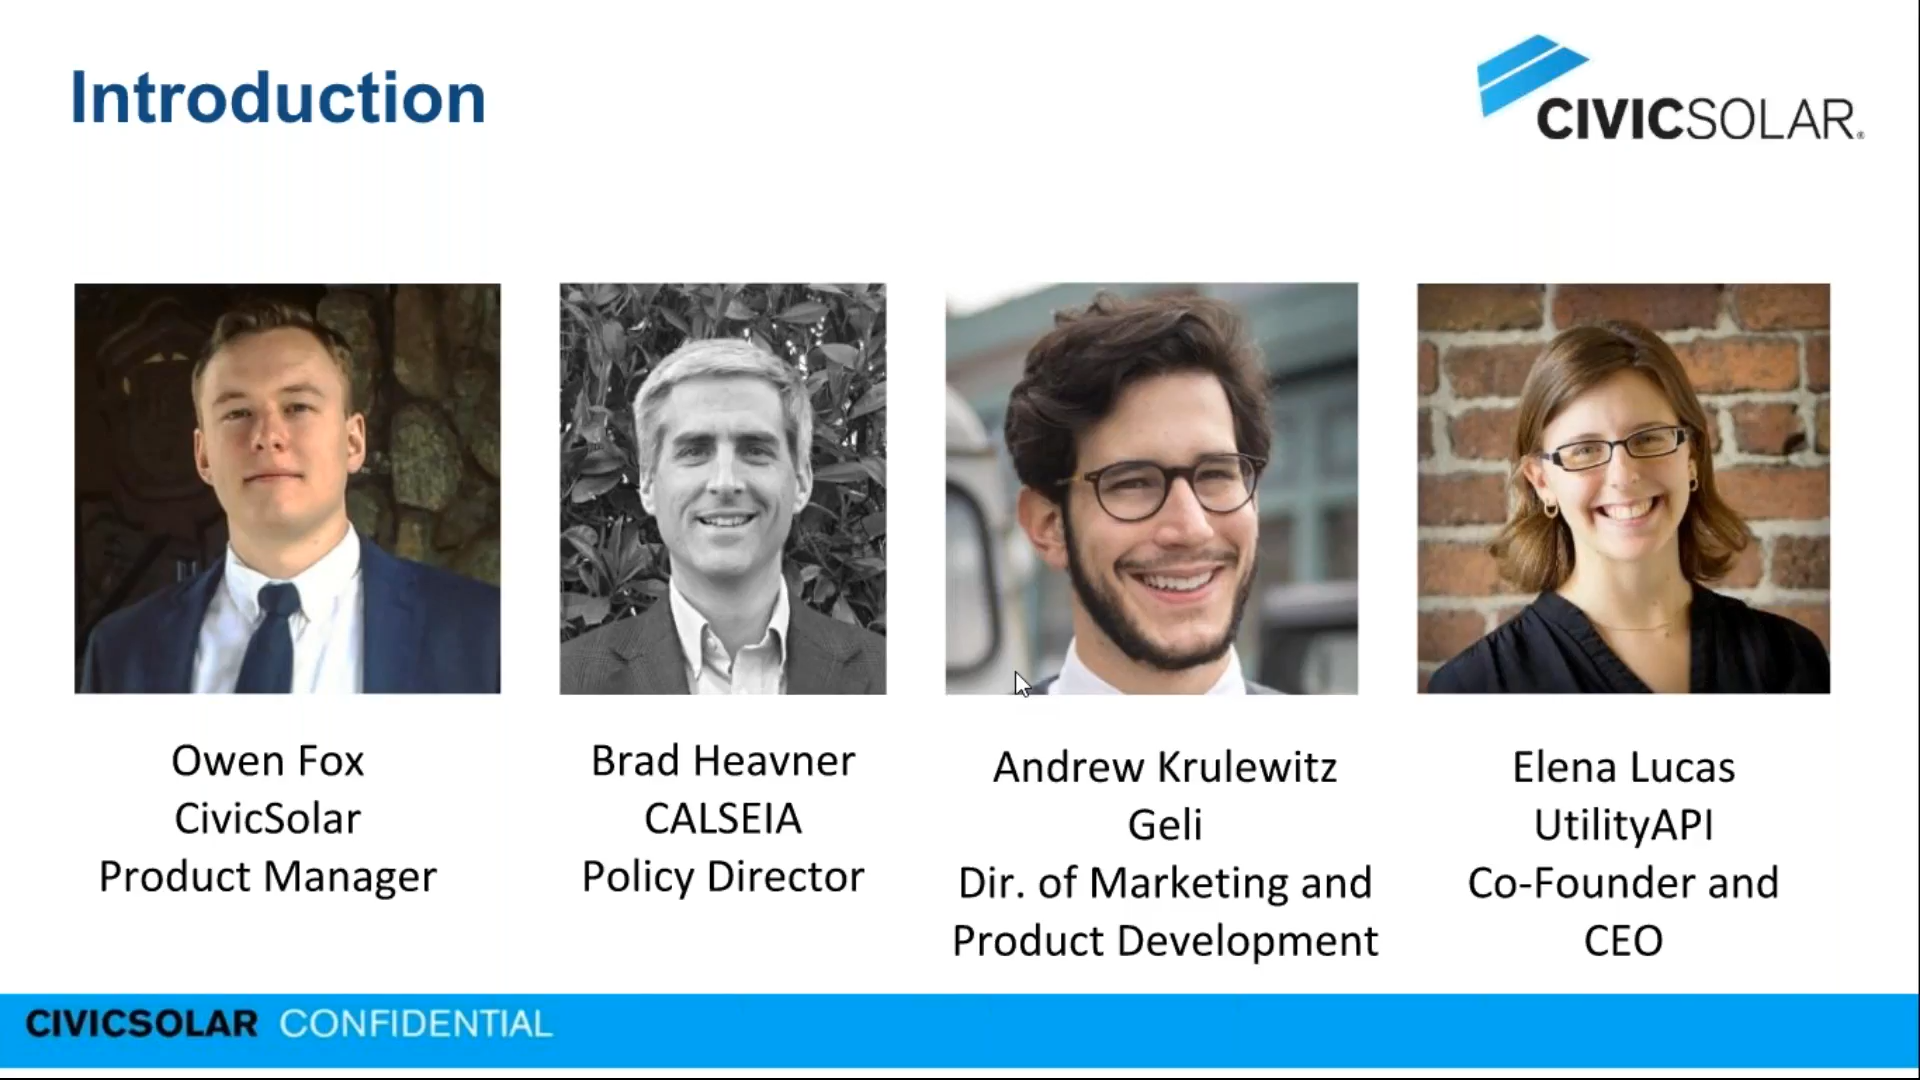 Introduction
CIVICSOLAR®
Owen Fox
CivicSolar
Product Manager
Brad Heavner
CALSEIA
Policy Director
Andrew Krulewitz
Geli
Dir. of Marketing and
Product Development
Elena Lucas
UtilityAPI
Co-Founder and
CEO
CIVICSOLAR CONFIDENTIAL